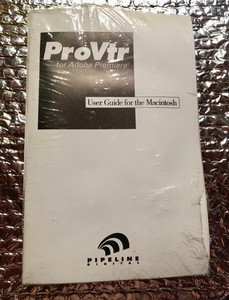 ProVtr
for Adobe Premiere
User Guide for the Macintosh
PIPELINE
DIGITAL